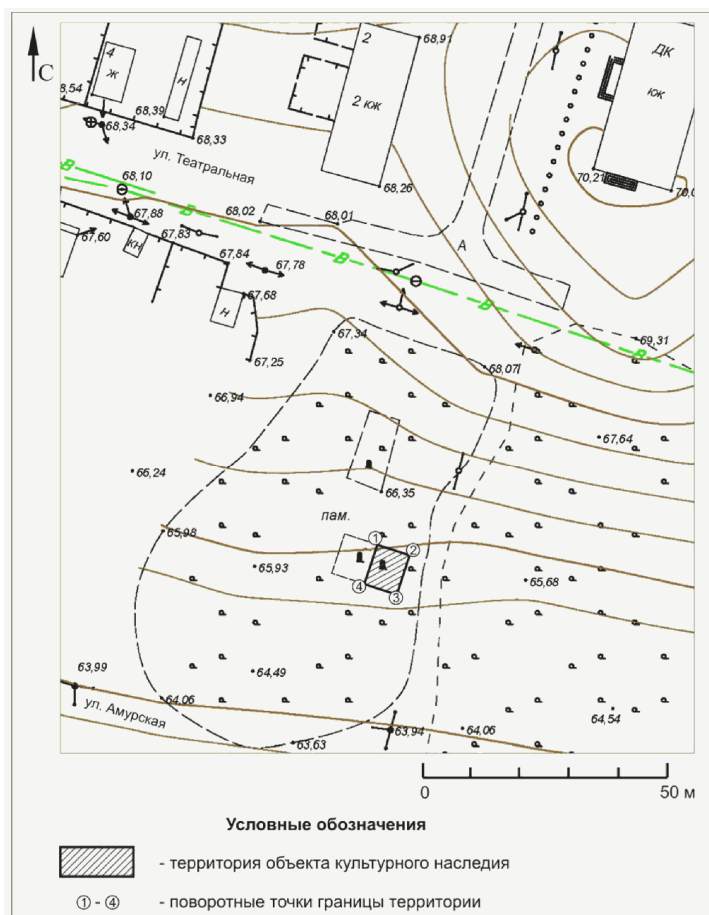 С
4
Ж
Н
2
2 кж
68,91
ДК
кж
58,54
68,39
68,34
68,33
ул. Театральная
70,21
70,0
В
68,10
68,26
67,88
В
68,02
68,01
67,60
67,83
КН
67,84
67,78
В
А
67,68
Н
В
67,34
69,31
В
67,25
68,07
66,94
67,64
66,24
66,35
пам.
65,98
1
2
65,93
65,68
4
3
64,49
63,99
64,06
ул. Амурская
64,54
63,94
64,06
63,63
0
50 м
Условные обозначения
- территория объекта культурного наследия
① - ④ - поворотные точки границы территории